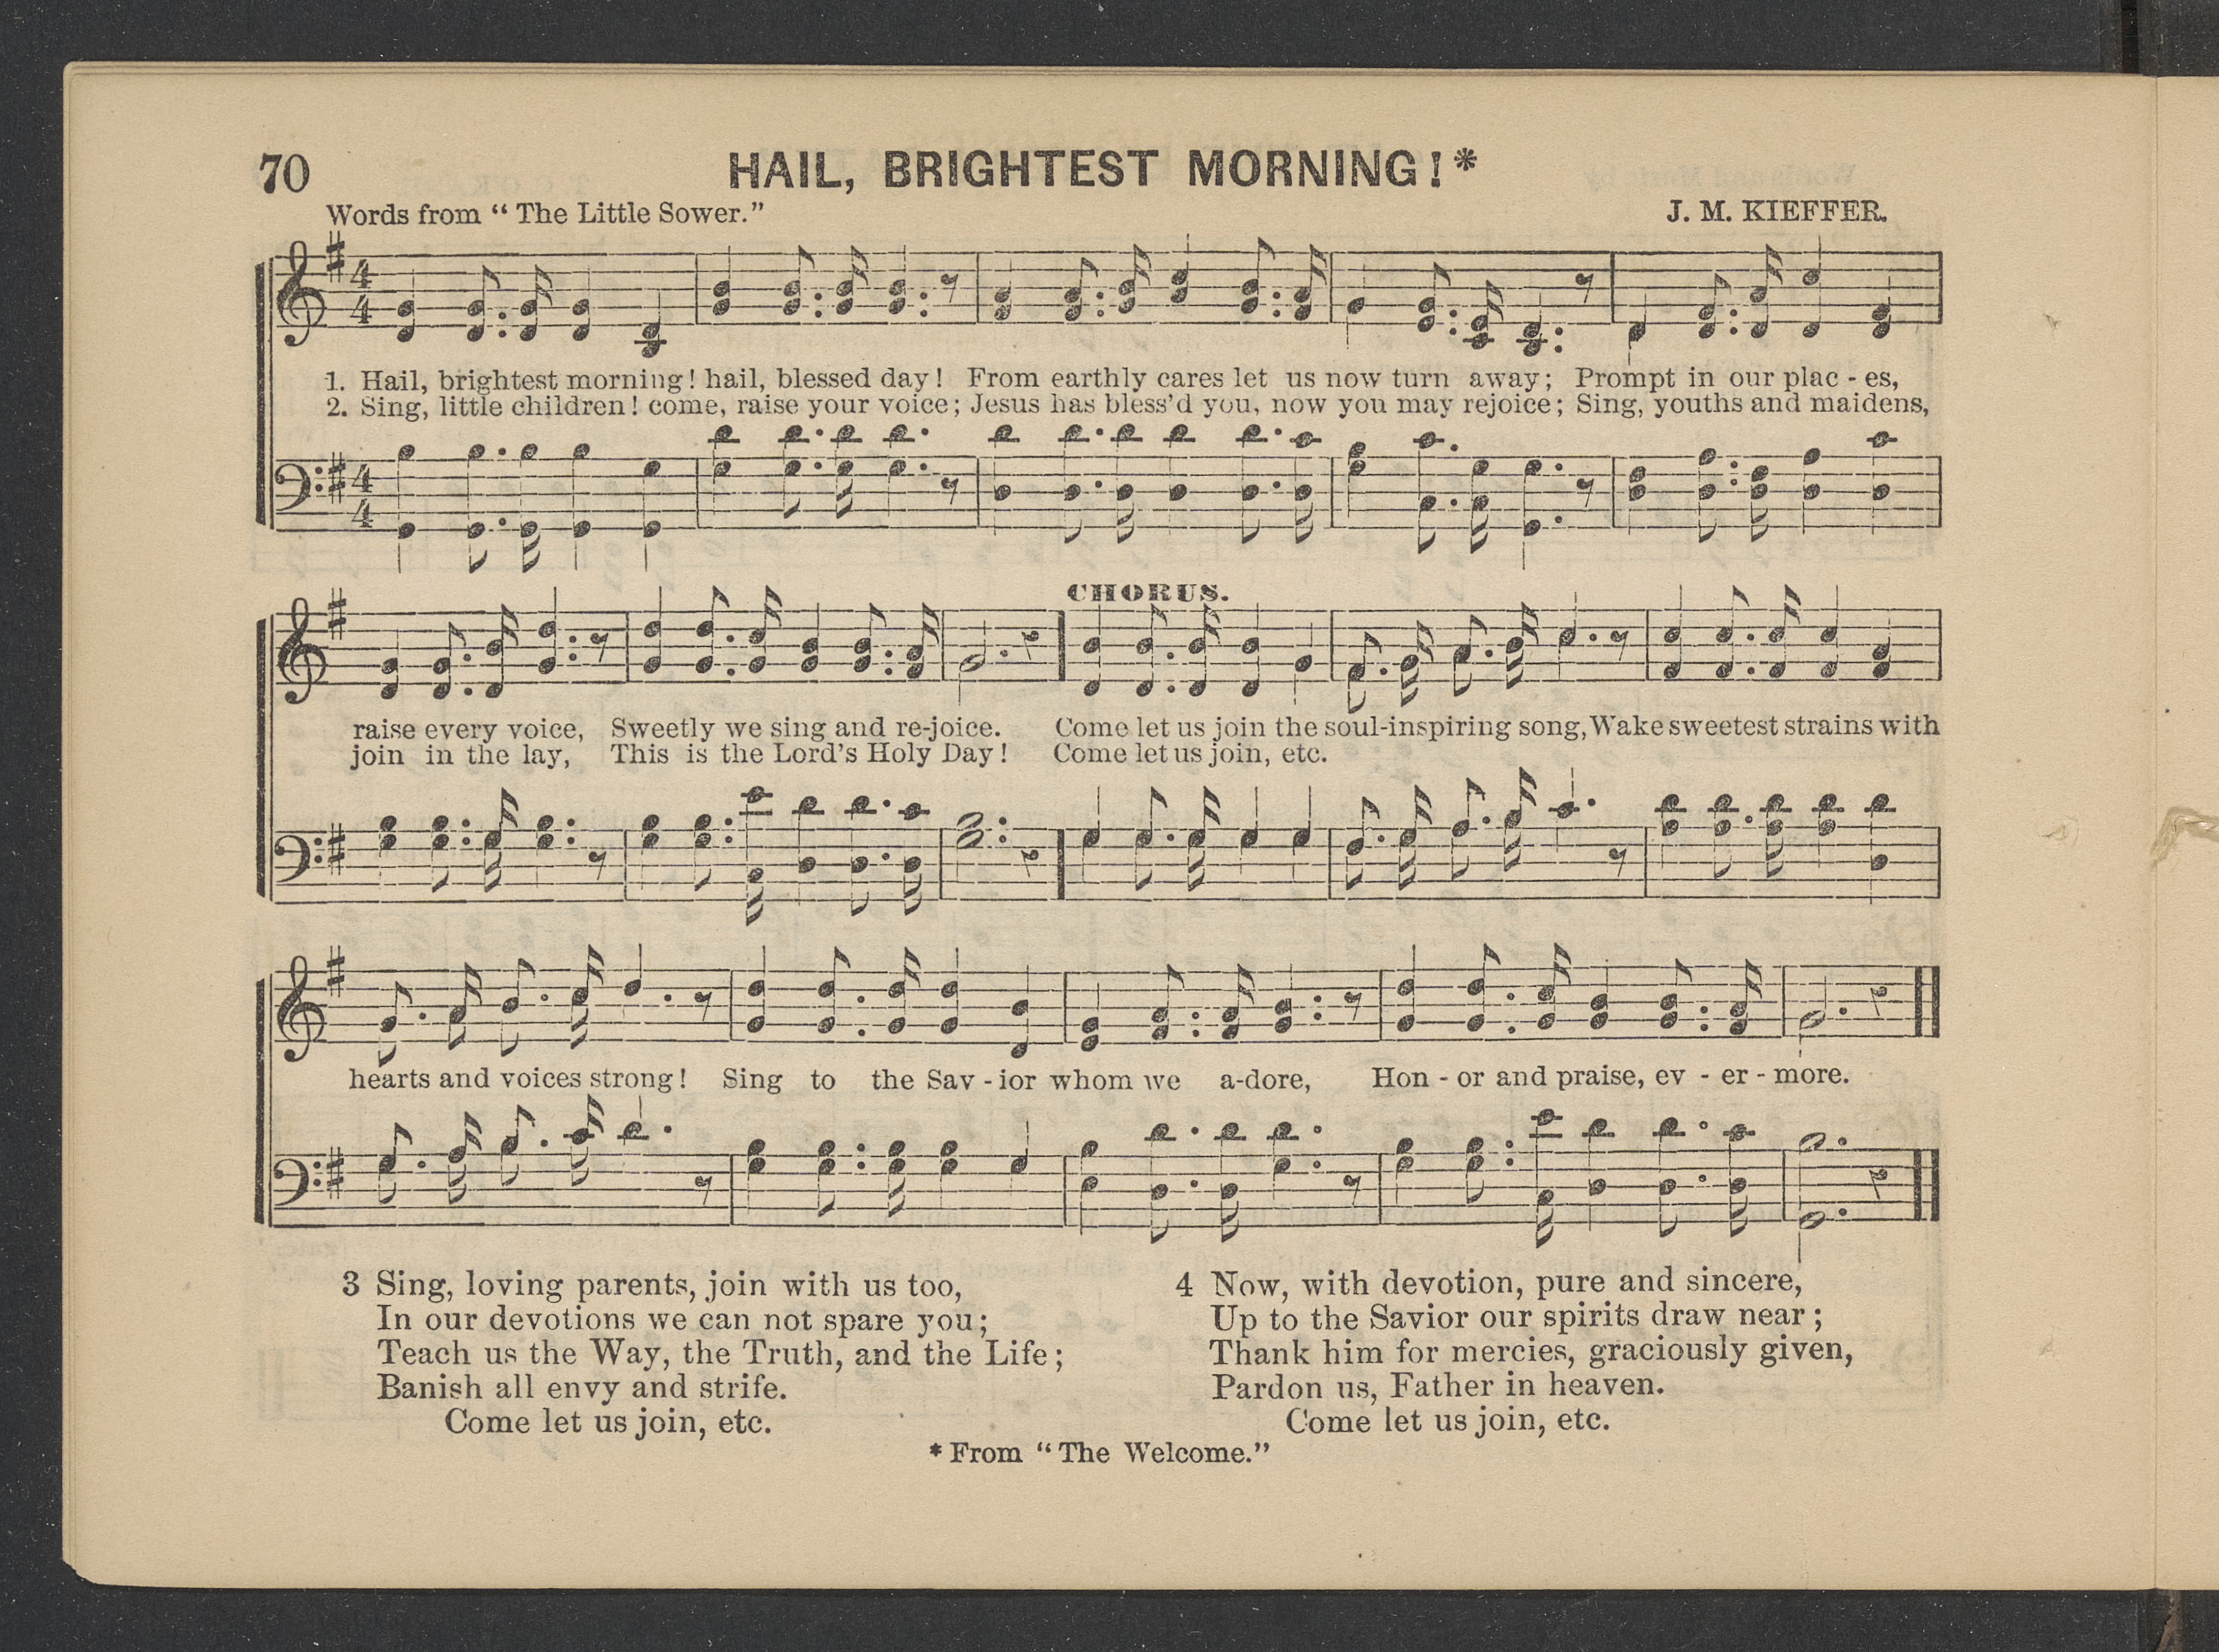 70
HAIL, BRIGHTEST MORNING!*
Words from "The Little Sower."
J. M. KIEFFER.
1. Hail, brightest morning! hail, blessed day! From earthly cares let us now turn away; Prompt in our plac - es,
2. Sing, little children! come, raise your voice; Jesus has bless'd you, now you may rejoice; Sing, youths and maidens,
CHORUS.
raise every voice, Sweetly we sing and re-joice. Come let us join the soul-inspiring song, Wake sweetest strains with
join in the lay, This is the Lord's Holy Day! Come let us join, etc.
hearts and voices strong! Sing to the Sav - ior whom we a-dore, Hon - or and praise, ev - er - more.
3 Sing, loving parents, join with us too,
In our devotions we can not spare you;
Teach us the Way, the Truth, and the Life;
Banish all envy and strife.
Come let us join, etc.
4 Now, with devotion, pure and sincere,
Up to the Savior our spirits draw near;
Thank him for mercies, graciously given,
Pardon us, Father in heaven.
Come let us join, etc.
* From "The Welcome."